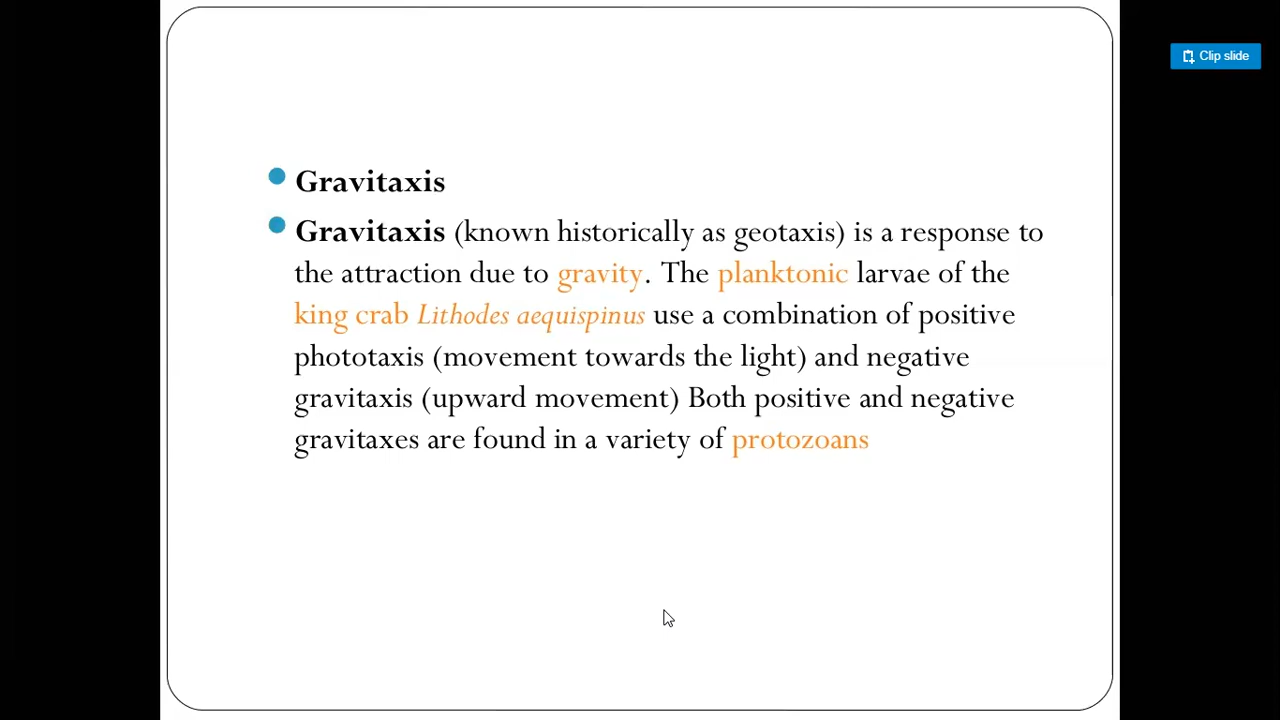 Clip slide
Gravitaxis
Gravitaxis (known historically as geotaxis) is a response to
the attraction due to gravity. The planktonic larvae of the
king crab Lithodes aequispinus use a combination of positive
phototaxis (movement towards the light) and negative
gravitaxis (upward movement) Both positive and negative
gravitaxes are found in a variety of protozoans